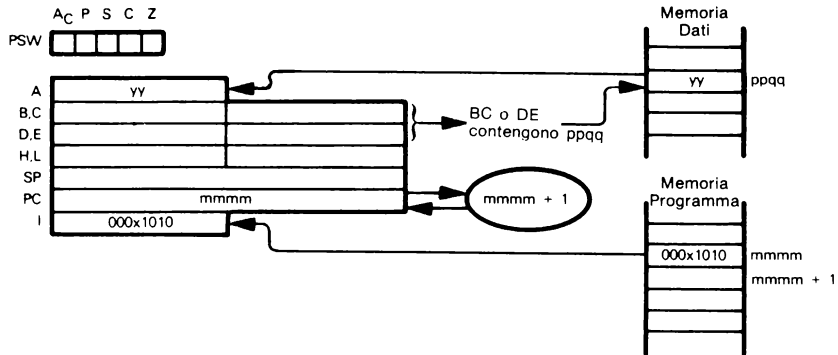 AC P S C Z
PSW
A yy
B,C
D,E
H,L
SP
PC mmmm
I 000x1010
BC o DE
contengono ppqq
mmmm + 1
Memoria
Dati
yy ppqq
Memoria
Programma
000x1010 mmmm
mmmm + 1